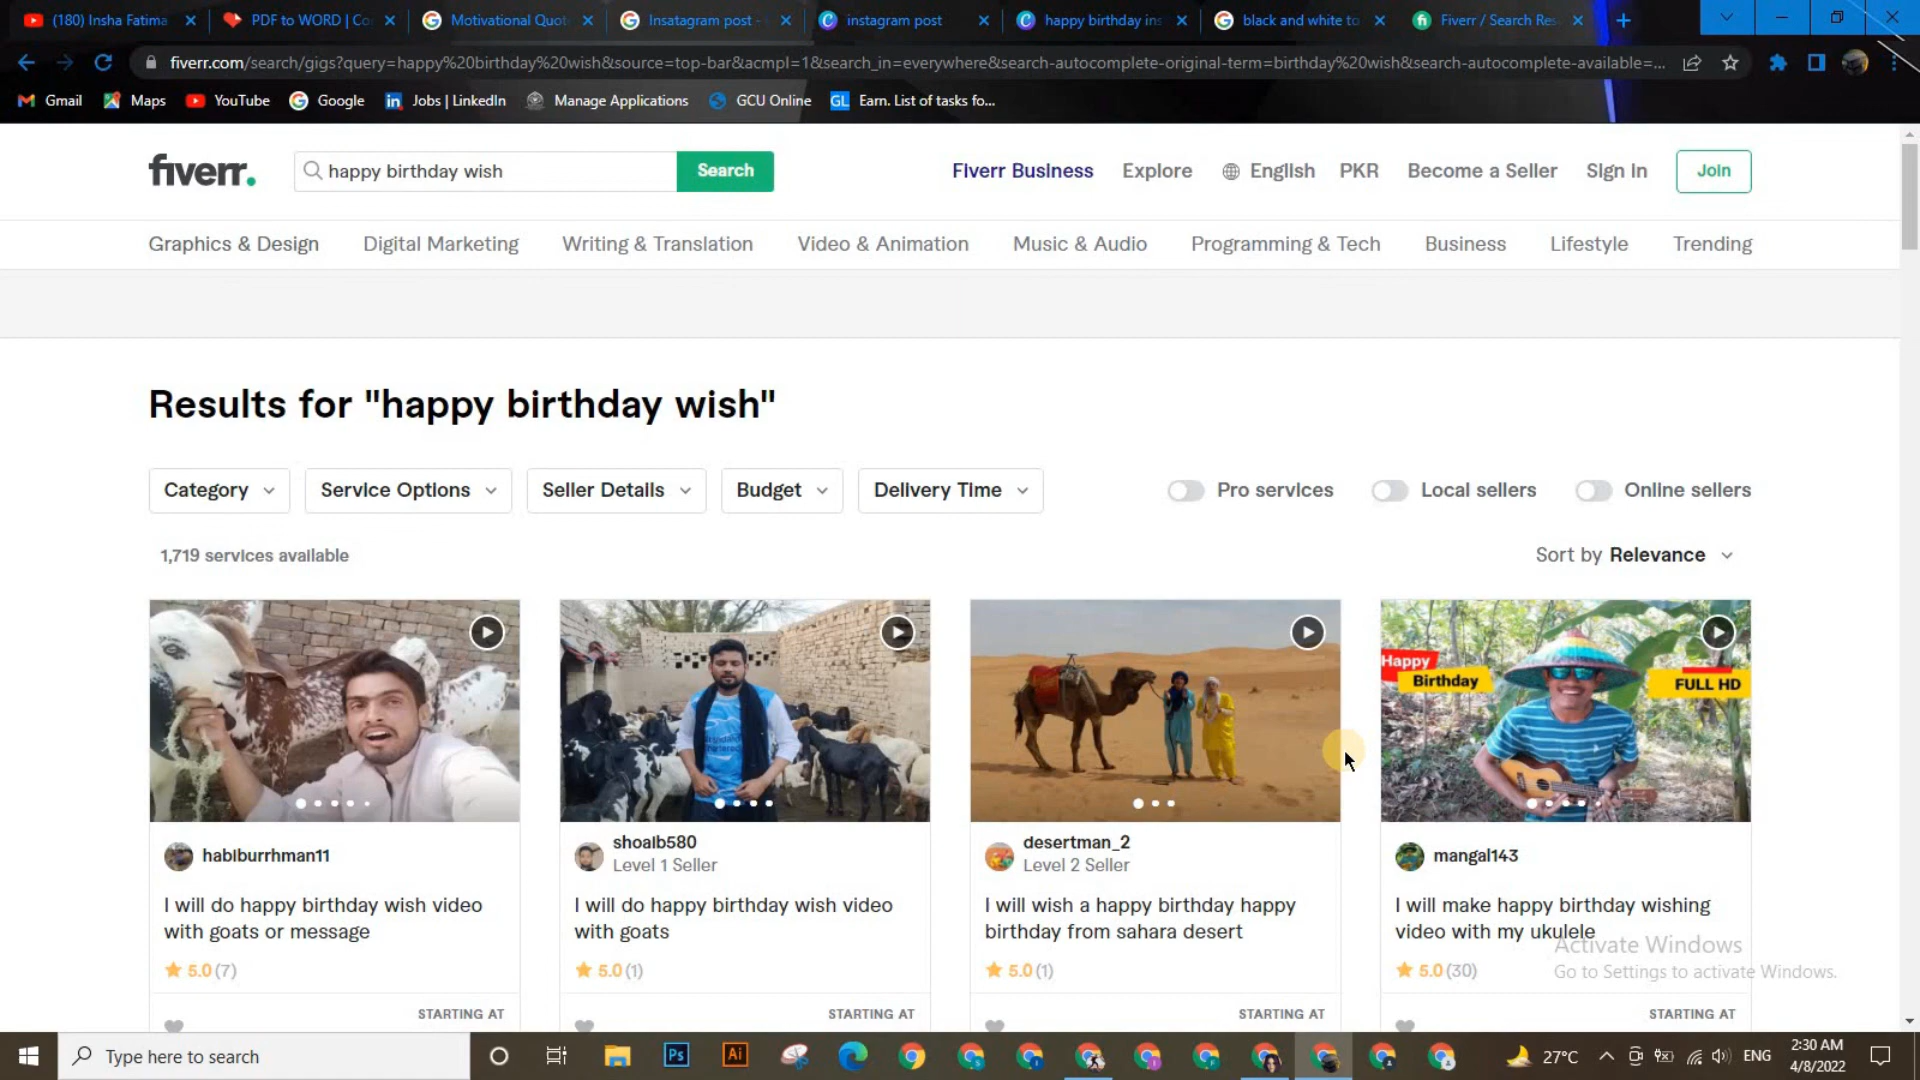 (180) Insha Fatima
PDF to WORD | Co
Motivational Quot
Insatagram post -
instagram post
happy birthday ins
black and white to
Fiverr / Search Res
fiverr.com/search/gigs?query=happy%20birthday%20wish&source=top-bar&acmpl=1&search_in=everywhere&search-autocomplete-original-term=birthday%20wish&search-autocomplete-available=...
Gmail
Maps
YouTube
Google
Jobs | LinkedIn
Manage Applications
GCU Online
GL
Earn. List of tasks fo...
fiverr.
happy birthday wish
Search
Fiverr Business
Explore
English
PKR
Become a Seller
Sign In
Join
Graphics & Design
Digital Marketing
Writing & Translation
Video & Animation
Music & Audio
Programming & Tech
Business
Lifestyle
Trending
Results for "happy birthday wish"
Category
Service Options
Seller Details
Budget
Delivery Time
Pro services
Local sellers
Online sellers
1,719 services available
Sort by Relevance
Happy
Birthday
FULL HD
habiburrhman11
I will do happy birthday wish video
with goats or message
5.0 (7)
STARTING AT
shoaib580
Level 1 Seller
I will do happy birthday wish video
with goats
5.0 (1)
STARTING AT
desertman_2
Level 2 Seller
I will wish a happy birthday happy
birthday from sahara desert
5.0 (1)
STARTING AT
mangal143
I will make happy birthday wishing
video with my ukulele
5.0 (30)
STARTING AT
Activate Windows
Go to Settings to activate Windows.
Type here to search
Ps
Ai
27°C
ENG
2:30 AM
4/8/2022